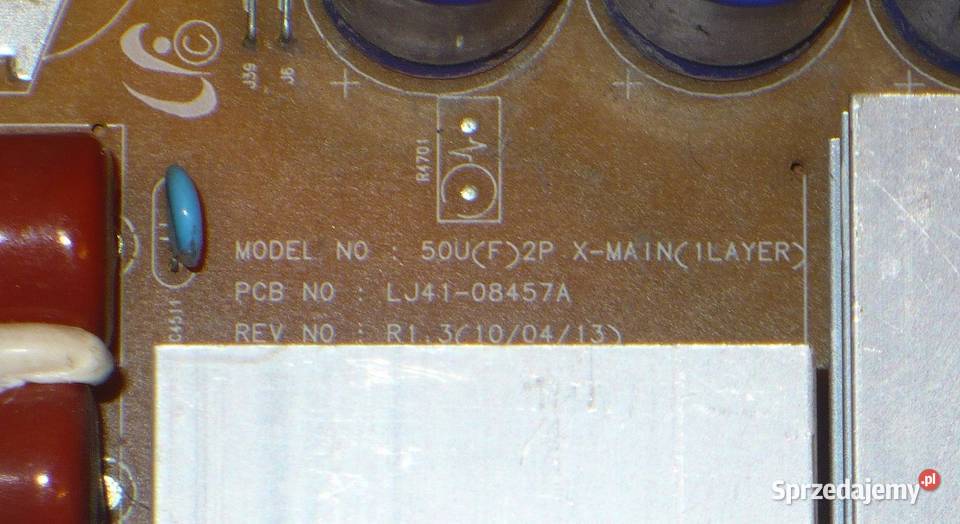 ©
J39
J6
R4701
MODEL NO : 50U(F)2P X-MAIN(1LAYER)
PCB NO : LJ41-08457A
REV NO : R1.3(10/04/13)
C4511
Sprzedajemy.pl